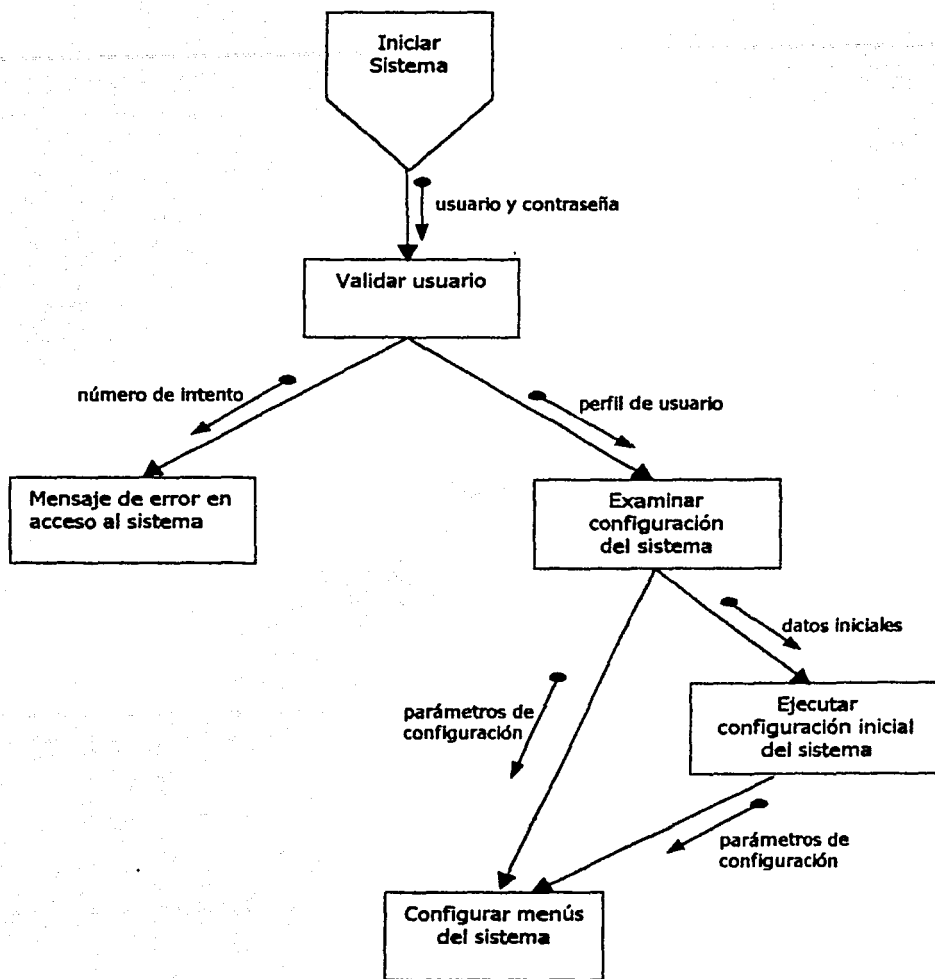 Iniciar
Sistema
usuario y contraseña
Validar usuario
número de intento
perfil de usuario
Mensaje de error en
acceso al sistema
Examinar
configuración
del sistema
datos iniciales
parámetros de
configuración
Ejecutar
configuración inicial
del sistema
parámetros de
configuración
Configurar menús
del sistema